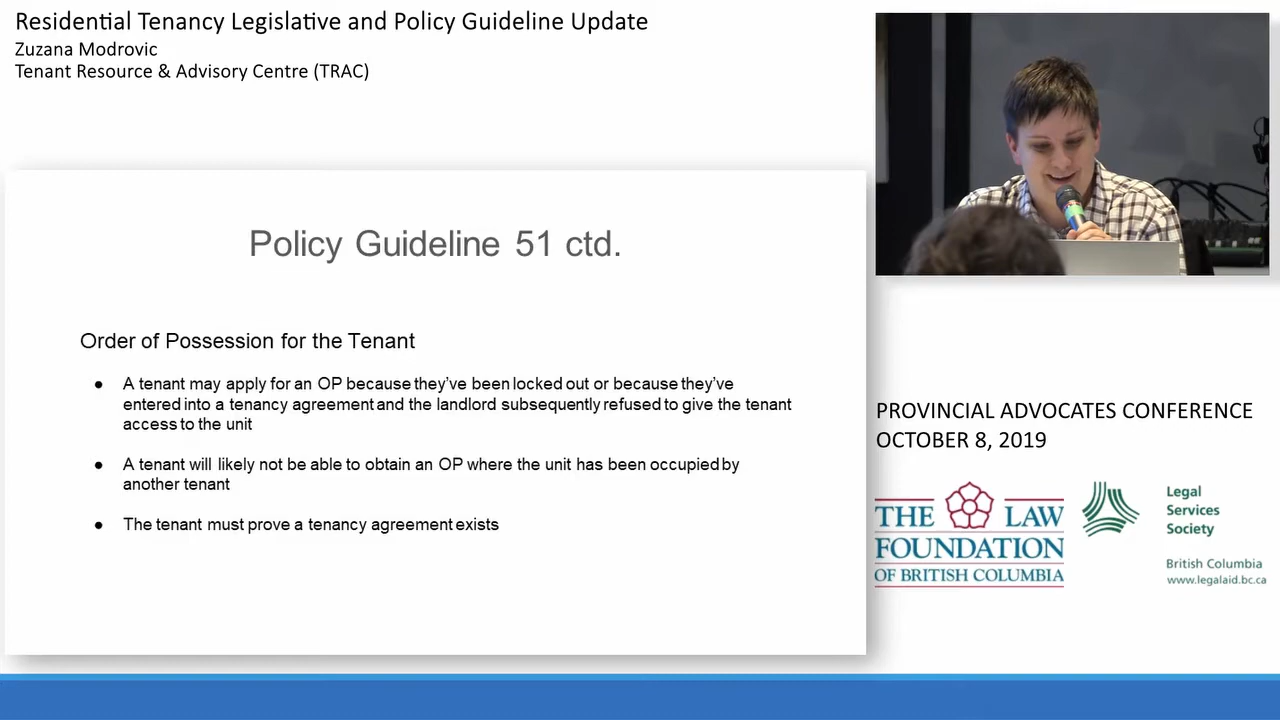 Residential Tenancy Legislative and Policy Guideline Update
Zuzana Modrovic
Tenant Resource & Advisory Centre (TRAC)
Policy Guideline 51 ctd.
Order of Possession for the Tenant
● A tenant may apply for an OP because they've been locked out or because they've
entered into a tenancy agreement and the landlord subsequently refused to give the tenant
access to the unit
● A tenant will likely not be able to obtain an OP where the unit has been occupied by
another tenant
● The tenant must prove a tenancy agreement exists
PROVINCIAL ADVOCATES CONFERENCE
OCTOBER 8, 2019
THE LAW
FOUNDATION
OF BRITISH COLUMBIA
Legal
Services
Society
British Columbia
www.legalaid.bc.ca